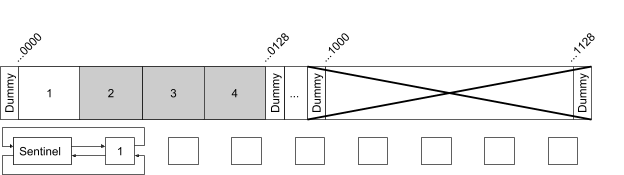 ...0000
...0128
...1000
...1128
Dummy 1 2 3 4 Dummy ... Dummy Dummy
Sentinel 1